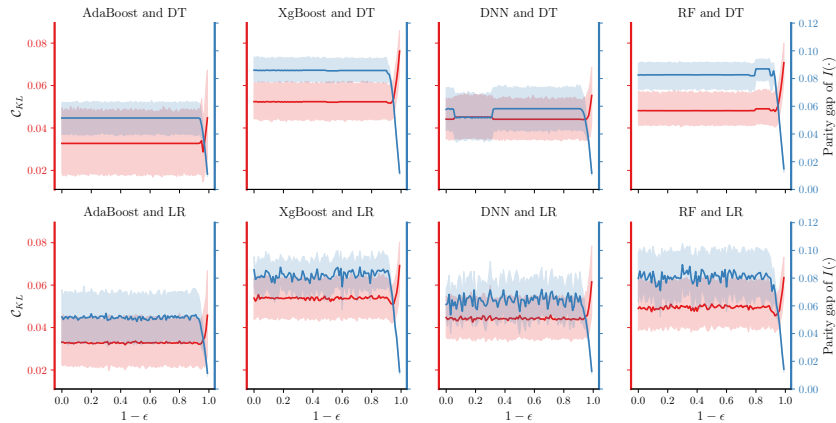 AdaBoost and DT
XgBoost and DT
DNN and DT
RF and DT
0.08
0.06
0.04
0.02
C_KL
0.12
0.10
0.08
0.06
0.04
0.02
0.00
Parity gap of I(·)
AdaBoost and LR
XgBoost and LR
DNN and LR
RF and LR
0.08
0.06
0.04
0.02
C_KL
0.12
0.10
0.08
0.06
0.04
0.02
0.00
Parity gap of I(·)
0.0 0.2 0.4 0.6 0.8 1.0
0.0 0.2 0.4 0.6 0.8 1.0
0.0 0.2 0.4 0.6 0.8 1.0
0.0 0.2 0.4 0.6 0.8 1.0
1 − ϵ
1 − ϵ
1 − ϵ
1 − ϵ